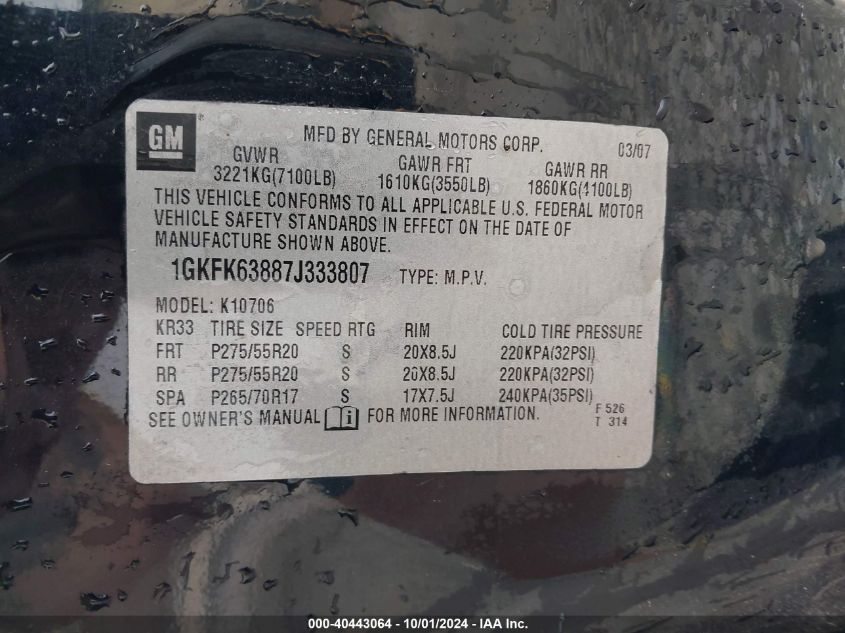 GM
MFD BY GENERAL MOTORS CORP. 03/07
GVWR GAWR FRT GAWR RR
3221KG(7100LB) 1610KG(3550LB) 1860KG(4100LB)
THIS VEHICLE CONFORMS TO ALL APPLICABLE U.S. FEDERAL MOTOR
VEHICLE SAFETY STANDARDS IN EFFECT ON THE DATE OF
MANUFACTURE SHOWN ABOVE.
1GKFK63887J333807 TYPE: M.P.V.
MODEL: K10706
KR33 TIRE SIZE SPEED RTG RIM COLD TIRE PRESSURE
FRT P275/55R20 S 20X8.5J 220KPA(32PSI)
RR P275/55R20 S 20X8.5J 220KPA(32PSI)
SPA P265/70R17 S 17X7.5J 240KPA(35PSI)
SEE OWNER'S MANUAL i FOR MORE INFORMATION.
F 526
T 314
000-40443064 - 10/01/2024 - IAA Inc.